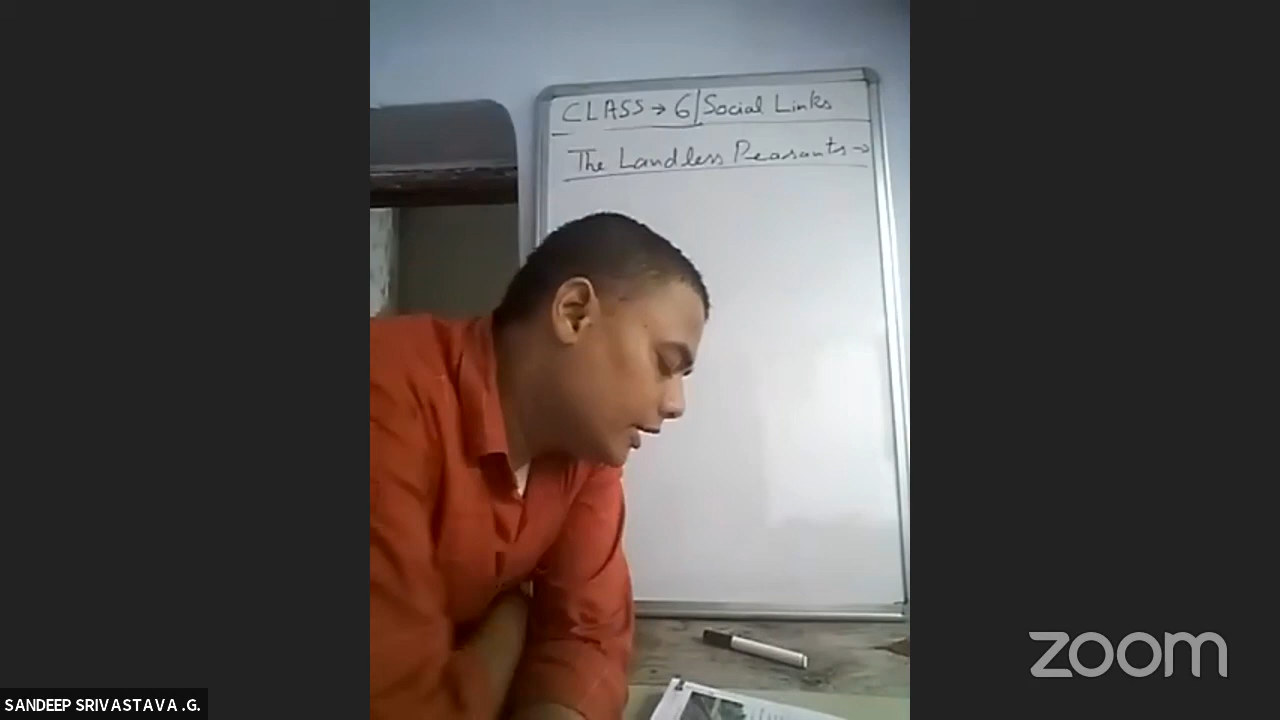 CLASS → 6/Social Links
The Landless Peasants →
zoom
SANDEEP SRIVASTAVA .G.